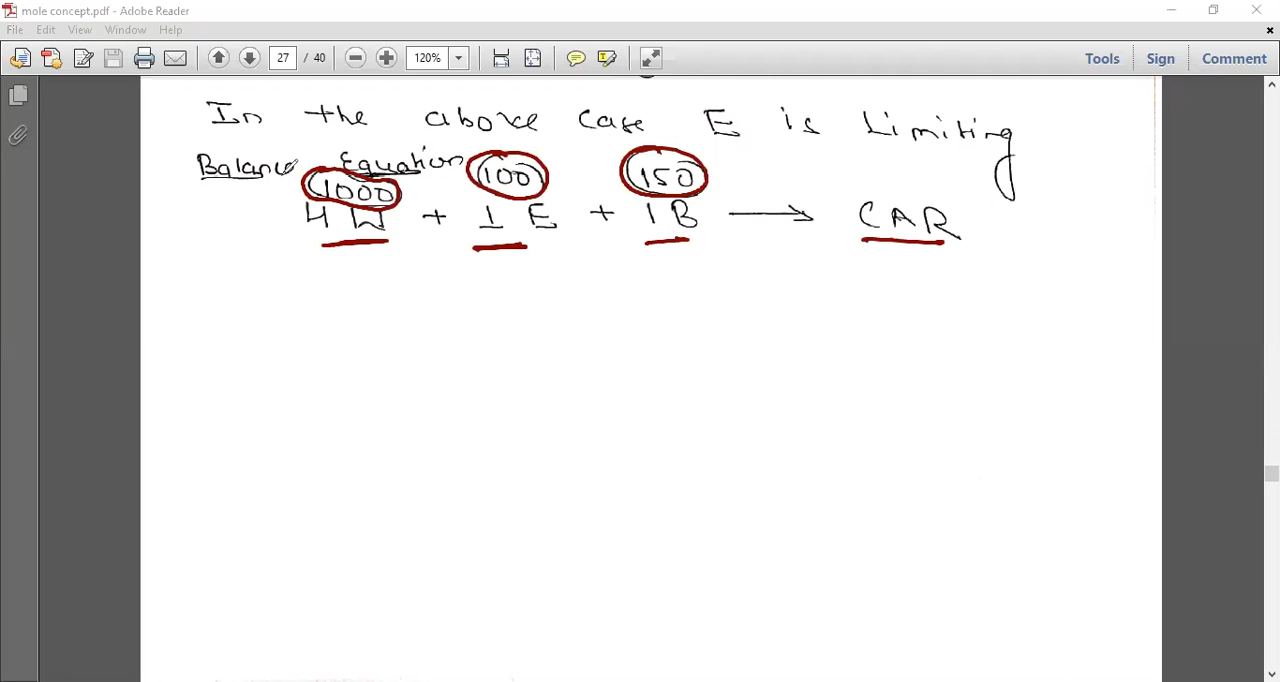 mole concept.pdf - Adobe Reader
File Edit View Window Help
27 / 40 120% Tools Sign Comment
In the above case E is Limiting
Balance Equation
1000 100 150
4 W + 1 E + 1 B → CAR